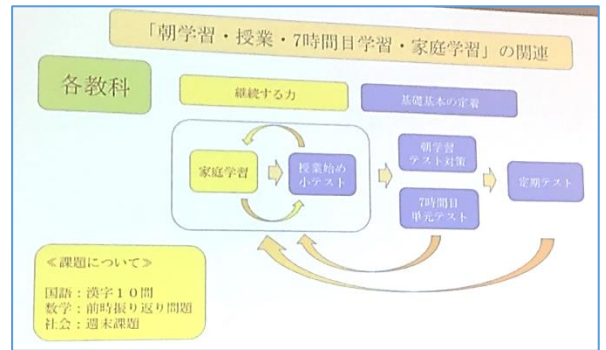 「朝学習・授業・7時間目学習・家庭学習」の関連
各教科
継続する力
基礎基本の定着
家庭学習
授業始め
小テスト
朝学習
テスト対策
7時間目
単元テスト
定期テスト
≪課題について≫
国語：漢字１０問
数学：前時振り返り問題
社会：週末課題